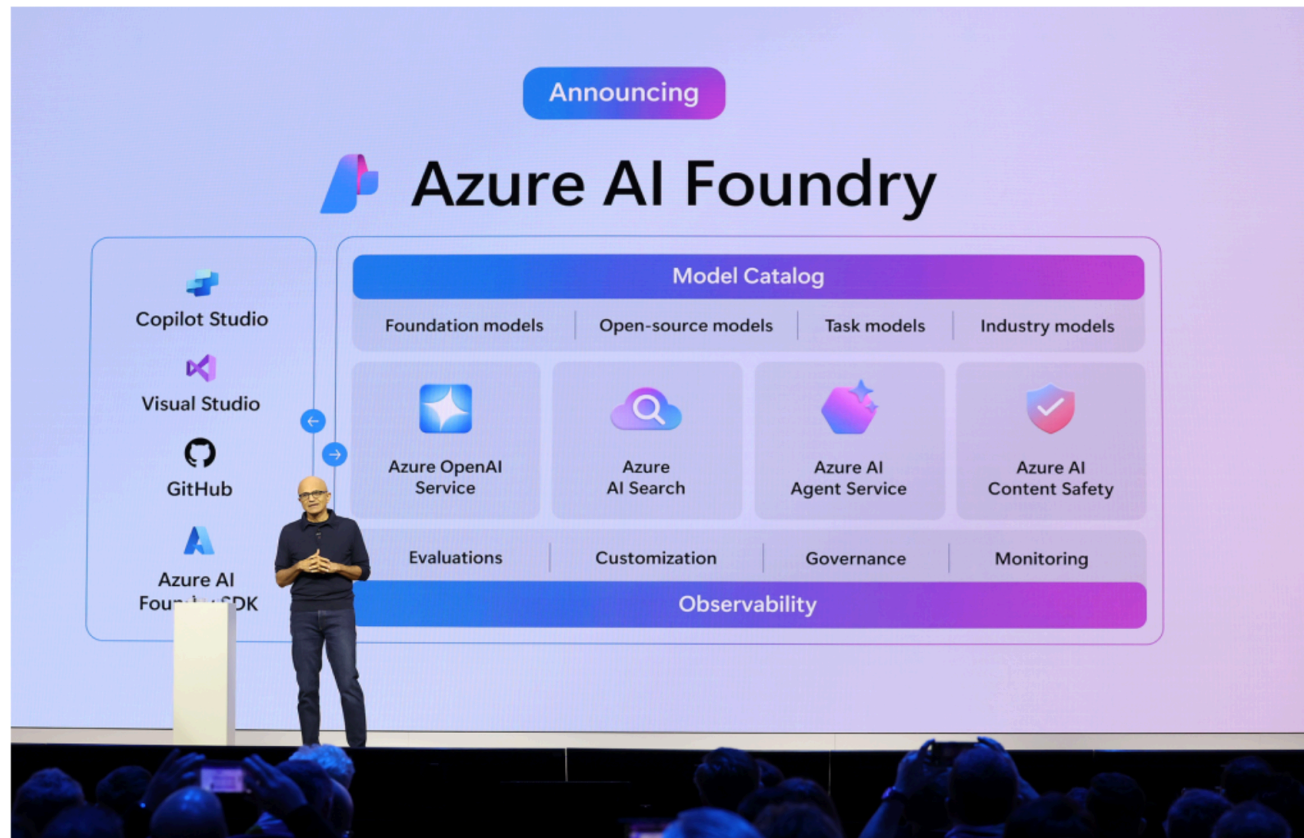 Announcing
Azure AI Foundry
Copilot Studio
Visual Studio
GitHub
Azure AI
SDK
Model Catalog
Foundation models
Open-source models
Task models
Industry models
Azure OpenAI
Service
Azure
AI Search
Azure AI
Agent Service
Azure AI
Content Safety
Evaluations
Customization
Governance
Monitoring
Observability